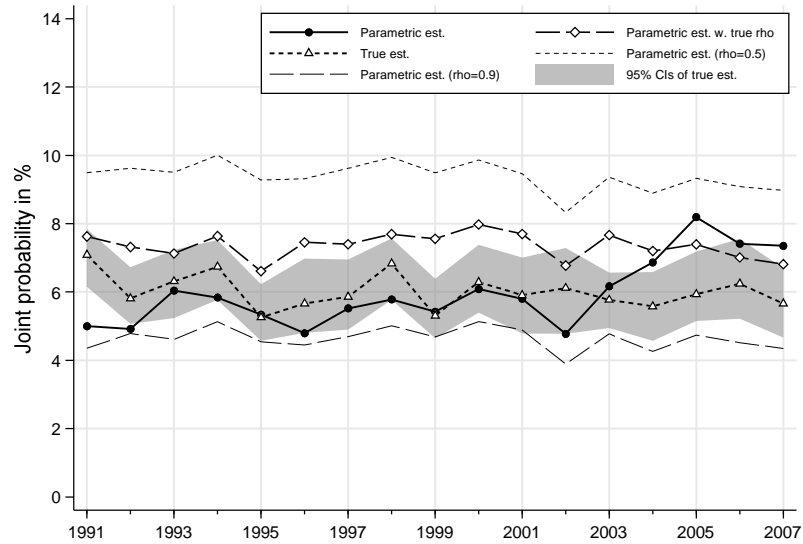 14
12
10
8
6
4
2
0
Joint probability in %
Parametric est.
Parametric est. w. true rho
True est.
Parametric est. (rho=0.5)
Parametric est. (rho=0.9)
95% CIs of true est.
1991 1993 1995 1997 1999 2001 2003 2005 2007